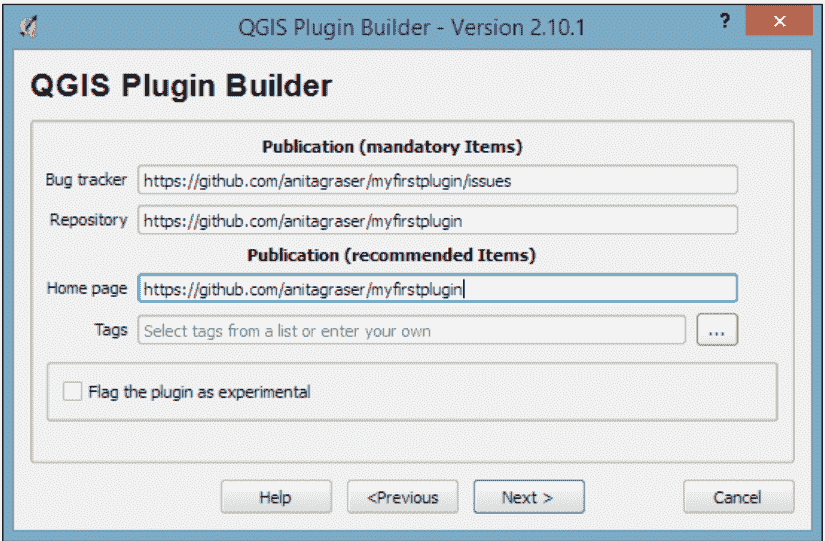 QGIS Plugin Builder - Version 2.10.1
?
QGIS Plugin Builder
Publication (mandatory Items)
Bug tracker https://github.com/anitagraser/myfirstplugin/issues
Repository https://github.com/anitagraser/myfirstplugin
Publication (recommended Items)
Home page https://github.com/anitagraser/myfirstplugin
Tags Select tags from a list or enter your own ...
Flag the plugin as experimental
Help <Previous Next > Cancel